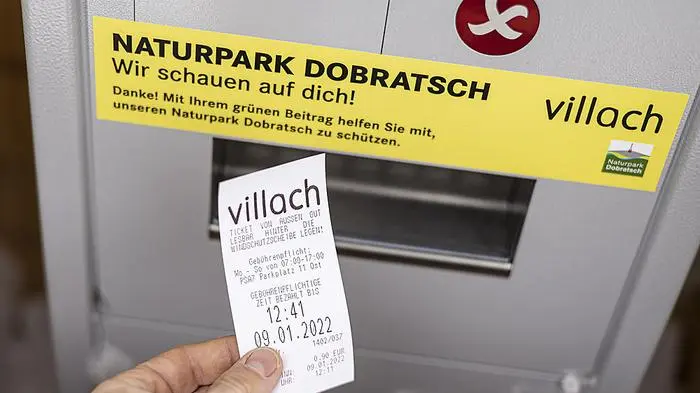 NATURPARK DOBRATSCH
Wir schauen auf dich!
Danke! Mit Ihrem grünen Beitrag helfen Sie mit,
unseren Naturpark Dobratsch zu schützen.
villach
Naturpark
Dobratsch
villach
TICKET VON AUSSEN GUT
LESBAR HINTER DIE
WINDSCHUTZSCHEIBE LEGEN!
Gebührenpflicht:
Mo - So von 07:00-17:00
PSA7 Parkplatz 11 Ost
GEBÜHRENPFLICHTIGE
ZEIT BEZAHLT BIS
12:41
09.01.2022
1402/037
0.90 EUR
09.01.2022
UHR: 12:11